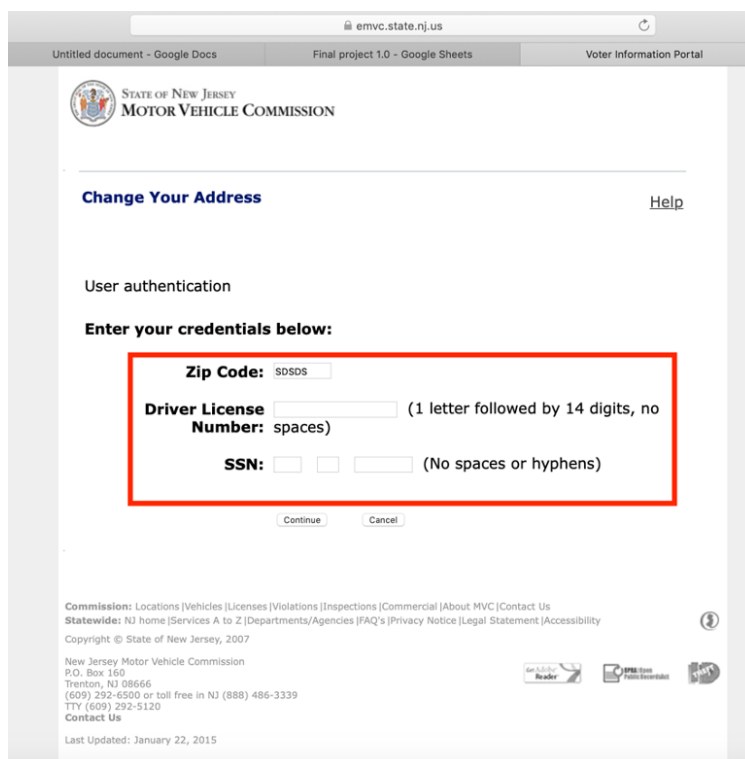 emvc.state.nj.us
Untitled document - Google Docs Final project 1.0 - Google Sheets Voter Information Portal
STATE OF NEW JERSEY
MOTOR VEHICLE COMMISSION
Change Your Address
Help
User authentication
Enter your credentials below:
Zip Code: SDSDS
Driver License (1 letter followed by 14 digits, no
Number: spaces)
SSN: (No spaces or hyphens)
Continue Cancel
Commission: Locations |Vehicles |Licenses |Violations |Inspections |Commercial |About MVC |Contact Us
Statewide: NJ home |Services A to Z |Departments/Agencies |FAQ's |Privacy Notice |Legal Statement |Accessibility
Copyright © State of New Jersey, 2007
New Jersey Motor Vehicle Commission
P.O. Box 160
Trenton, NJ 08666
(609) 292-6500 or toll free in NJ (888) 486-3339
TTY (609) 292-5120
Contact Us
Last Updated: January 22, 2015
Get Adobe
Reader
OPRA